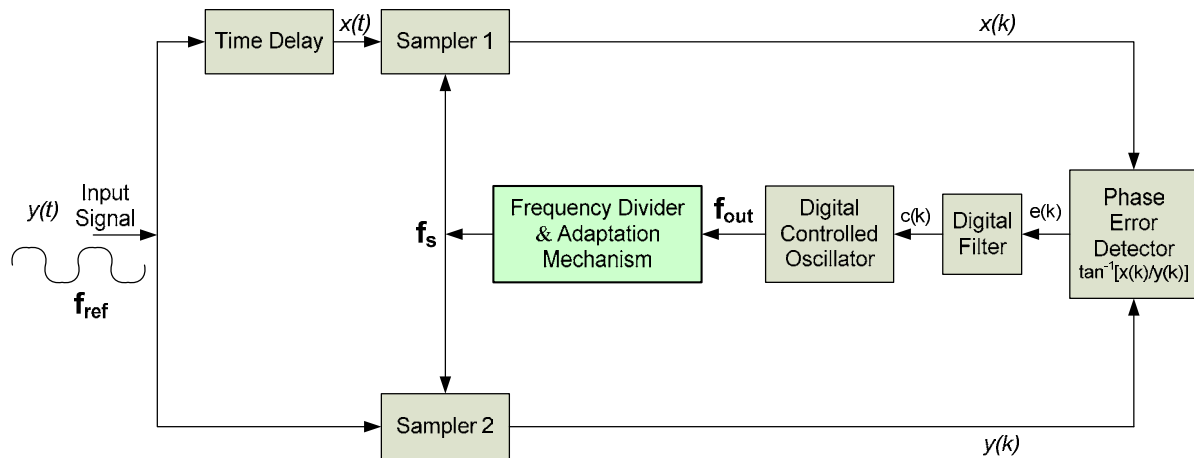 Time Delay
x(t)
Sampler 1
x(k)
Input
Signal
y(t)
f_ref
f_s
Frequency Divider
& Adaptation
Mechanism
f_out
Digital
Controlled
Oscillator
c(k)
Digital
Filter
e(k)
Phase
Error
Detector
tan⁻¹[x(k)/y(k)]
Sampler 2
y(k)